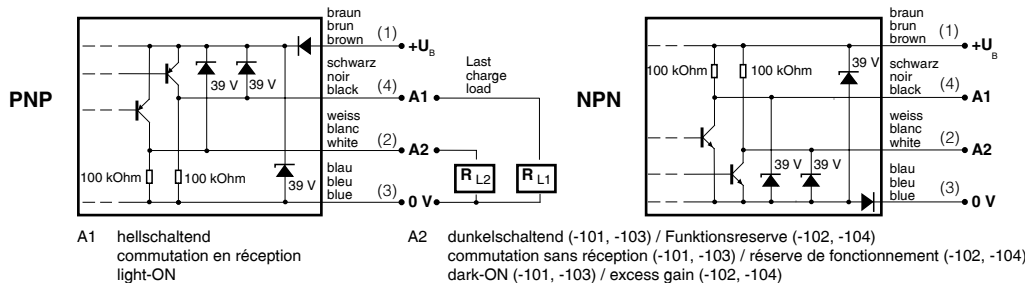 PNP
braun
brun
brown (1) +UB
39 V 39 V
schwarz
noir
black (4) A1
Last
charge
load
weiss
blanc
white (2) A2
100 kOhm 100 kOhm
39 V
R L2 R L1
blau
bleu
blue (3) 0 V
NPN
braun
brun
brown (1) +UB
100 kOhm 100 kOhm 39 V
schwarz
noir
black (4) A1
weiss
blanc
white (2) A2
39 V 39 V
blau
bleu
blue (3) 0 V
A1 hellschaltend
commutation en réception
light-ON
A2 dunkelschaltend (-101, -103) / Funktionsreserve (-102, -104)
commutation sans réception (-101, -103) / réserve de fonctionement (-102, -104)
dark-ON (-101, -103) / excess gain (-102, -104)